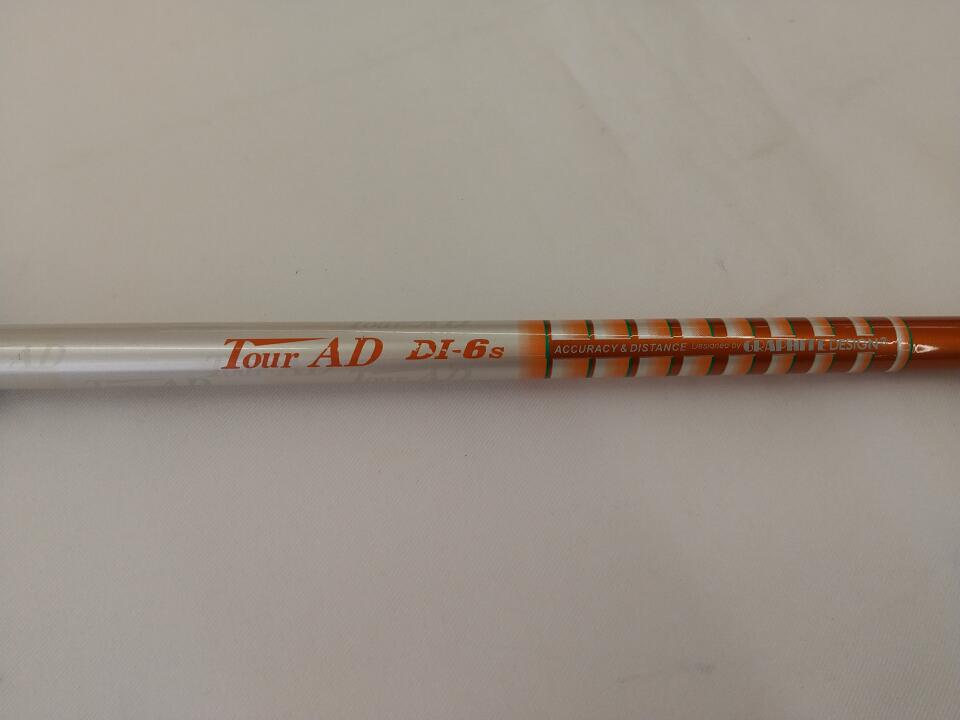 Tour AD DI-6s ACCURACY & DISTANCE Designed by GRAPHITE DESIGN